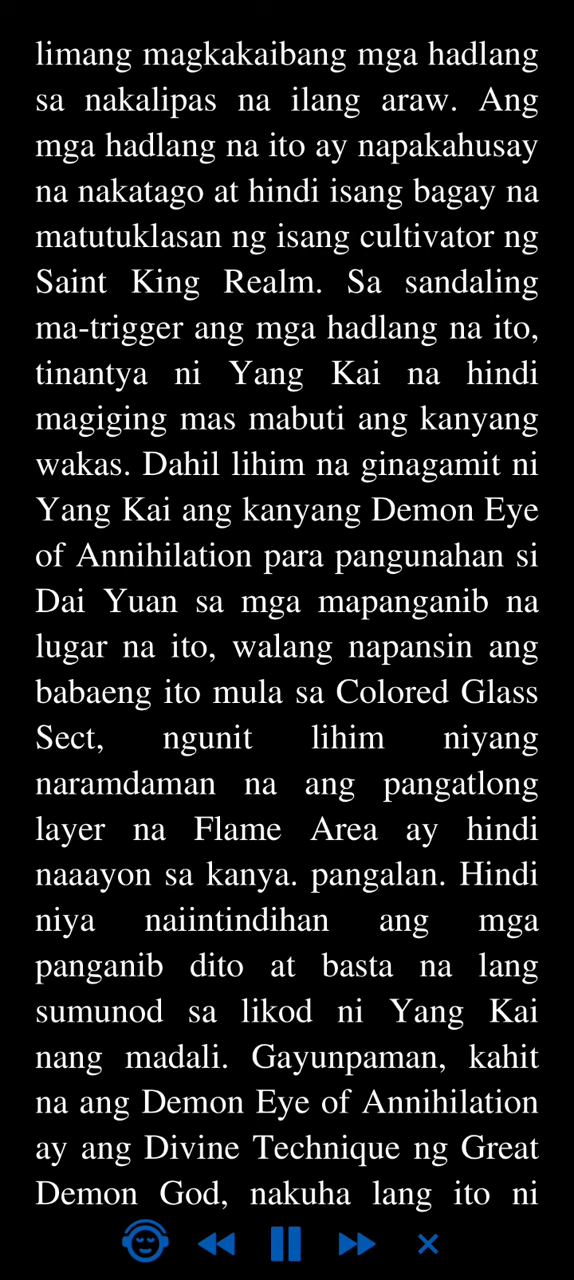 limang magkakaibang mga hadlang
sa nakalipas na ilang araw. Ang
mga hadlang na ito ay napakahusay
na nakatago at hindi isang bagay na
matutuklasan ng isang cultivator ng
Saint King Realm. Sa sandaling
ma-trigger ang mga hadlang na ito,
tinantya ni Yang Kai na hindi
magiging mas mabuti ang kanyang
wakas. Dahil lihim na ginagamit ni
Yang Kai ang kanyang Demon Eye
of Annihilation para pangunahan si
Dai Yuan sa mga mapanganib na
lugar na ito, walang napansin ang
babaeng ito mula sa Colored Glass
Sect, ngunit lihim niyang
naramdaman na ang pangatlong
layer na Flame Area ay hindi
naaayon sa kanya. pangalan. Hindi
niya naiintindihan ang mga
panganib dito at basta na lang
sumunod sa likod ni Yang Kai
nang madali. Gayunpaman, kahit
na ang Demon Eye of Annihilation
ay ang Divine Technique ng Great
Demon God, nakuha lang ito ni